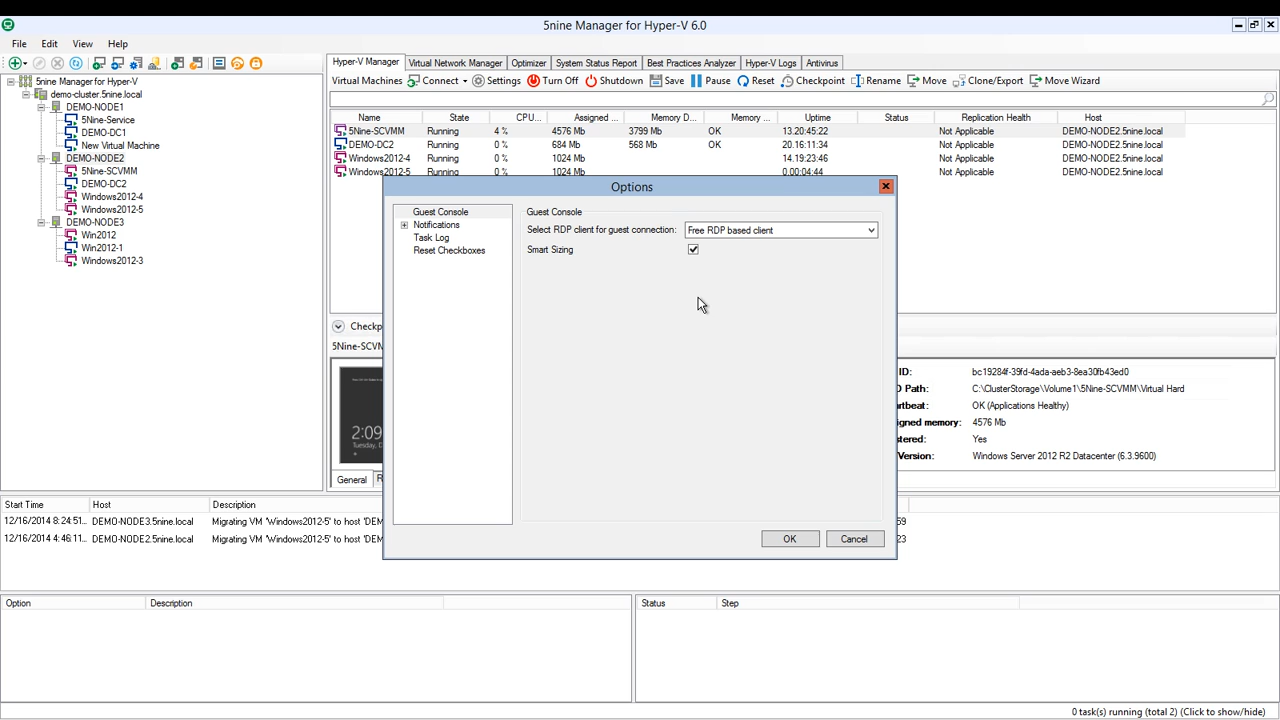 5nine Manager for Hyper-V 6.0
File Edit View Help
Hyper-V Manager Virtual Network Manager Optimizer System Status Report Best Practices Analyzer Hyper-V Logs Antivirus
Virtual Machines Connect Settings Turn Off Shutdown Save Pause Reset Checkpoint Rename Move Clone/Export Move Wizard
5nine Manager for Hyper-V
demo-cluster.5nine.local
DEMO-NODE1
5Nine-Service
DEMO-DC1
New Virtual Machine
DEMO-NODE2
5Nine-SCVMM
DEMO-DC2
Windows2012-4
Windows2012-5
DEMO-NODE3
Win2012
Win2012-1
Windows2012-3
Name State CPU... Assigned ... Memory D... Memory ... Uptime Status Replication Health Host
5Nine-SCVMM Running 4 % 4576 Mb 3799 Mb OK 13.20:45:22 Not Applicable DEMO-NODE2.5nine.local
DEMO-DC2 Running 0 % 684 Mb 568 Mb OK 20.16:11:34 Not Applicable DEMO-NODE2.5nine.local
Windows2012-4 Running 0 % 1024 Mb 14.19:23:46 Not Applicable DEMO-NODE2.5nine.local
Windows2012-5 Running 0 % 1024 Mb 0.00:04:44 Not Applicable DEMO-NODE2.5nine.local
Options
Guest Console
Notifications
Task Log
Reset Checkboxes
Guest Console
Select RDP client for guest connection: Free RDP based client
Smart Sizing
OK Cancel
Checkp
5Nine-SCVM
2:09
Tuesday, D
General R
ID: bc19284f-39fd-4ada-aeb3-8ea30fb43ed0
D Path: C:\ClusterStorage\Volume1\5Nine-SCVMM\Virtual Hard
artbeat: OK (Applications Healthy)
igned memory: 4576 Mb
stered: Yes
Version: Windows Server 2012 R2 Datacenter (6.3.9600)
Start Time Host Description
12/16/2014 8:24:51... DEMO-NODE3.5nine.local Migrating VM 'Windows2012-5' to host 'DEM 59
12/16/2014 4:46:11... DEMO-NODE2.5nine.local Migrating VM 'Windows2012-5' to host 'DEM 23
Option Description
Status Step
0 task(s) running (total 2) (Click to show/hide)